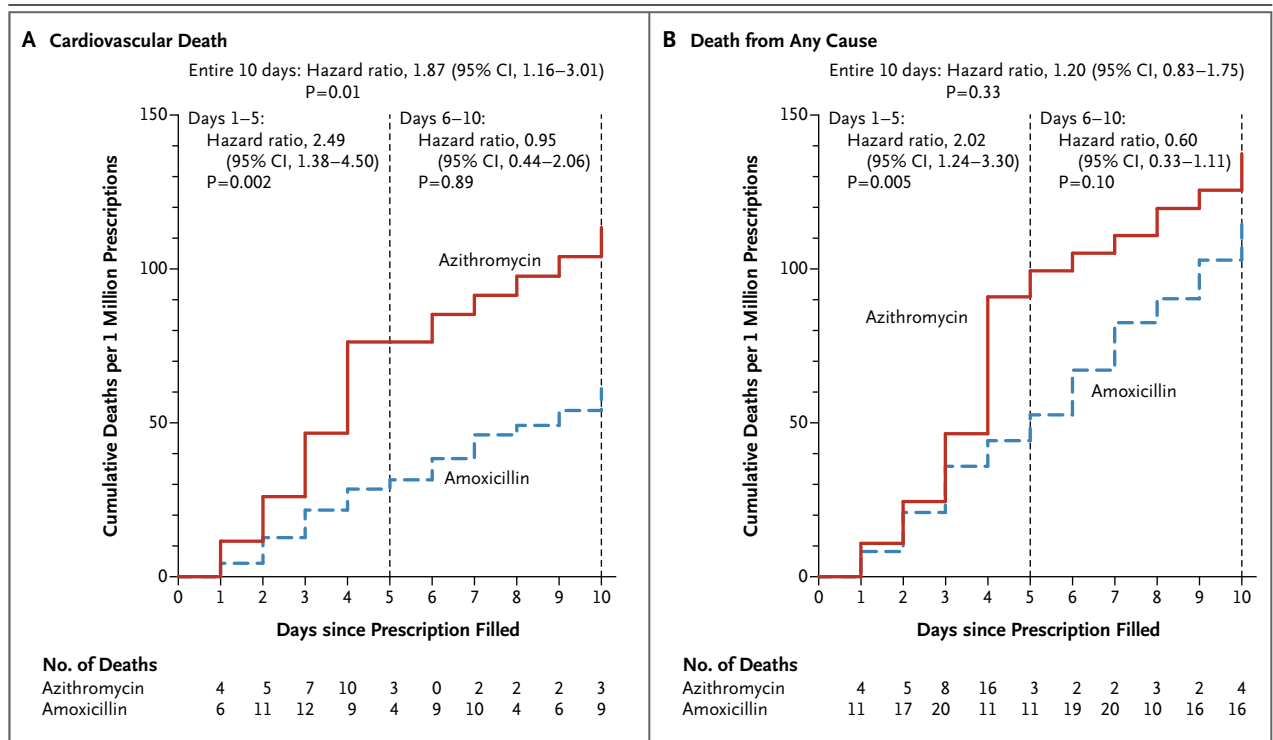 A Cardiovascular Death
Entire 10 days: Hazard ratio, 1.87 (95% CI, 1.16–3.01)
P=0.01
Days 1–5:
Hazard ratio, 2.49
(95% CI, 1.38–4.50)
P=0.002
Days 6–10:
Hazard ratio, 0.95
(95% CI, 0.44–2.06)
P=0.89
Cumulative Deaths per 1 Million Prescriptions
150
100
50
0
Azithromycin
Amoxicillin
0 1 2 3 4 5 6 7 8 9 10
Days since Prescription Filled
No. of Deaths
Azithromycin 4 5 7 10 3 0 2 2 2 3
Amoxicillin 6 11 12 9 4 9 10 4 6 9
B Death from Any Cause
Entire 10 days: Hazard ratio, 1.20 (95% CI, 0.83–1.75)
P=0.33
Days 1–5:
Hazard ratio, 2.02
(95% CI, 1.24–3.30)
P=0.005
Days 6–10:
Hazard ratio, 0.60
(95% CI, 0.33–1.11)
P=0.10
Cumulative Deaths per 1 Million Prescriptions
150
100
50
0
Azithromycin
Amoxicillin
0 1 2 3 4 5 6 7 8 9 10
Days since Prescription Filled
No. of Deaths
Azithromycin 4 5 8 16 3 2 2 3 2 4
Amoxicillin 11 17 20 11 11 19 20 10 16 16